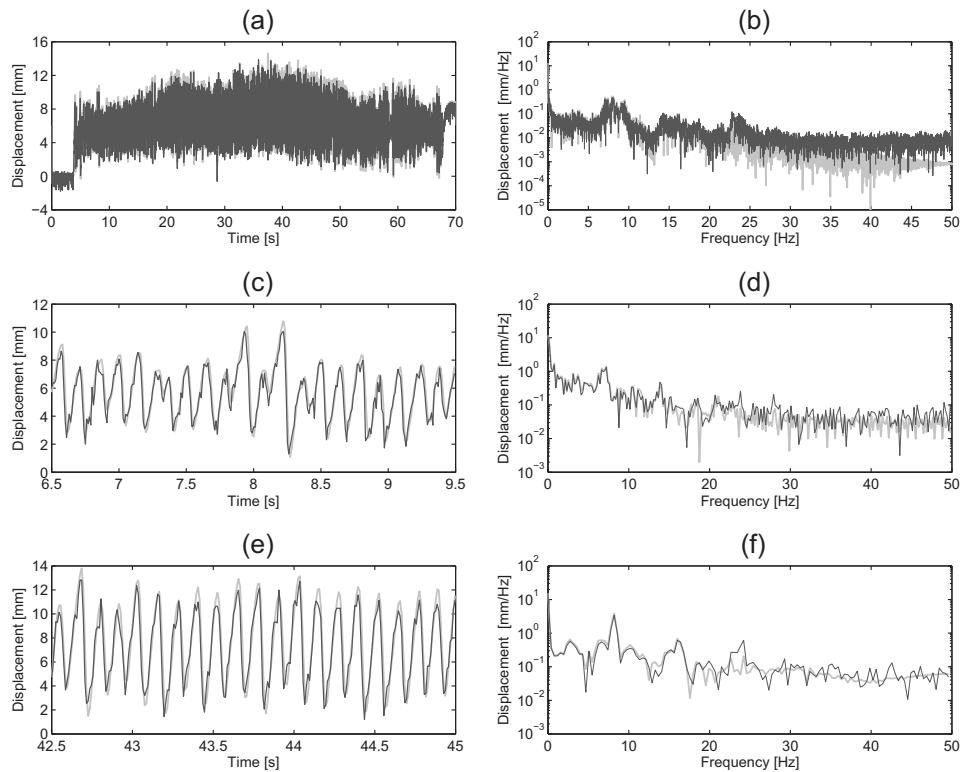 (a)
16
12
8
4
0
−4
Displacement [mm]
0 10 20 30 40 50 60 70
Time [s]
(b)
10^2
10^1
10^0
10^−1
10^−2
10^−3
10^−4
10^−5
Displacement [mm/Hz]
0 5 10 15 20 25 30 35 40 45 50
Frequency [Hz]
(c)
12
10
8
6
4
2
0
Displacement [mm]
6.5 7 7.5 8 8.5 9 9.5
Time [s]
(d)
10^2
10^1
10^0
10^−1
10^−2
10^−3
Displacement [mm/Hz]
0 10 20 30 40 50
Frequency [Hz]
(e)
14
12
10
8
6
4
2
0
Displacement [mm]
42.5 43 43.5 44 44.5 45
Time [s]
(f)
10^2
10^1
10^0
10^−1
10^−2
10^−3
Displacement [mm/Hz]
0 10 20 30 40 50
Frequency [Hz]